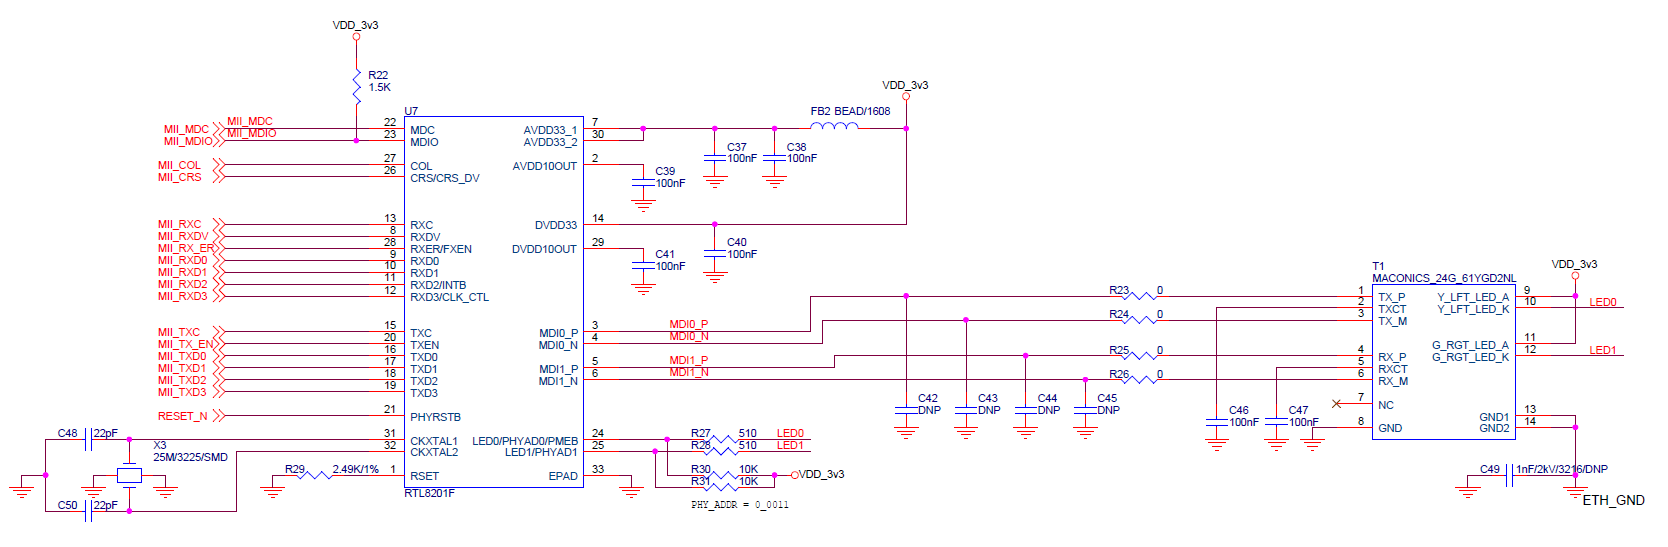 VDD_3v3
R22
1.5K
VDD_3v3
FB2 BEAD/1608
U7
MII_MDC
MII_MDC
22
MDC
AVDD33_1
7
MII_MDIO
MII_MDIO
23
MDIO
AVDD33_2
30
C37
100nF
C38
100nF
MII_COL
27
COL
AVDD10OUT
2
MII_CRS
26
CRS/CRS_DV
C39
100nF
MII_RXC
13
RXC
DVDD33
14
MII_RXDV
8
RXDV
MII_RX_ER
28
RXER/FXEN
DVDD10OUT
29
C40
100nF
MII_RXD0
9
RXD0
C41
100nF
MII_RXD1
10
RXD1
MII_RXD2
11
RXD2/INTB
MII_RXD3
12
RXD3/CLK_CTL
MII_TXC
15
TXC
MDI0_P
3
MDI0_P
MII_TX_EN
20
TXEN
MDI0_N
4
MDI0_N
MII_TXD0
16
TXD0
MII_TXD1
17
TXD1
MDI1_P
5
MDI1_P
MII_TXD2
18
TXD2
MDI1_N
6
MDI1_N
MII_TXD3
19
TXD3
RESET_N
21
PHYRSTB
C48
22pF
31
CKXTAL1
LED0/PHYAD0/PMEB
24
R27
510
LED0
X3
25M/3225/SMD
32
CKXTAL2
LED1/PHYAD1
25
R28
510
LED1
R29
2.49K/1%
1
RSET
EPAD
33
R30
10K
VDD_3v3
R31
10K
RTL8201F
C50
22pF
PHY_ADDR = 0_0011
R23
0
R24
0
R25
0
R26
0
C42
DNP
C43
DNP
C44
DNP
C45
DNP
C46
100nF
C47
100nF
T1
MACONICS_24G_61YGD2NL
VDD_3v3
1
TX_P
Y_LFT_LED_A
9
2
TXCT
Y_LFT_LED_K
10
LED0
3
TX_M
G_RGT_LED_A
11
4
RX_P
G_RGT_LED_K
12
LED1
5
RXCT
6
RX_M
7
NC
GND1
13
8
GND
GND2
14
C49
1nF/2kV/3216/DNP
ETH_GND